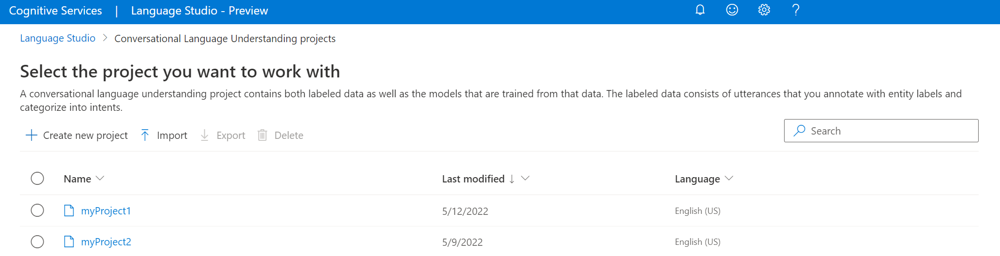 Cognitive Services | Language Studio - Preview
Language Studio > Conversational Language Understanding projects
Select the project you want to work with
A conversational language understanding project contains both labeled data as well as the models that are trained from that data. The labeled data consists of utterances that you annotate with entity labels and
categorize into intents.
Create new project Import Export Delete Search
Name Last modified Language
myProject1 5/12/2022 English (US)
myProject2 5/9/2022 English (US)